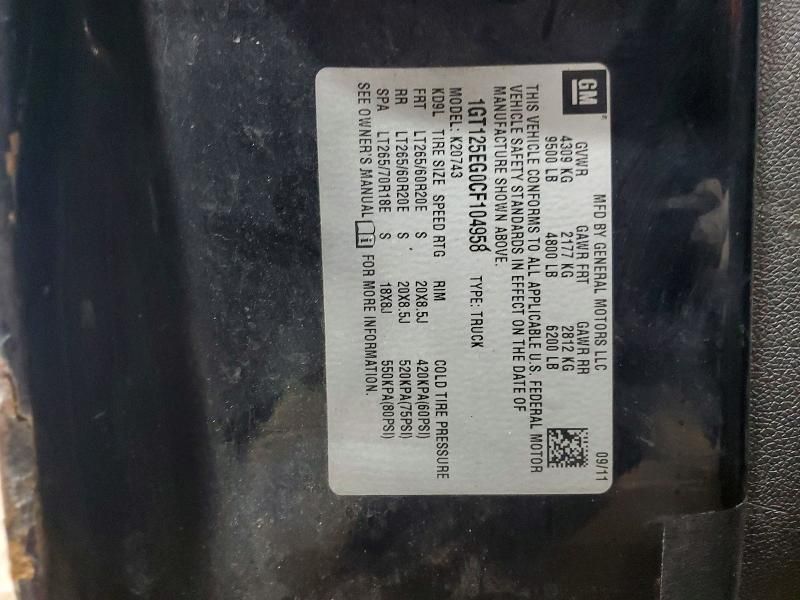 GM®
MFD BY GENERAL MOTORS LLC 09/11
GVWR GAWR FRT GAWR RR
4309 KG 2177 KG 2812 KG
9500 LB 4800 LB 6200 LB
THIS VEHICLE CONFORMS TO ALL APPLICABLE U.S. FEDERAL MOTOR
VEHICLE SAFETY STANDARDS IN EFFECT ON THE DATE OF
MANUFACTURE SHOWN ABOVE.
1GT125EG0CF104958 TYPE: TRUCK
MODEL: K20743
KDSL TIRE SIZE SPEED RTG RIM COLD TIRE PRESSURE
FRT LT265/60R20E S 20X8.5J 420KPA(60PSI)
RR LT265/60R20E S 20X8.5J 520KPA(75PSI)
SPA LT265/70R18E S 18X8J 550KPA(80PSI)
SEE OWNER'S MANUAL FOR MORE INFORMATION.